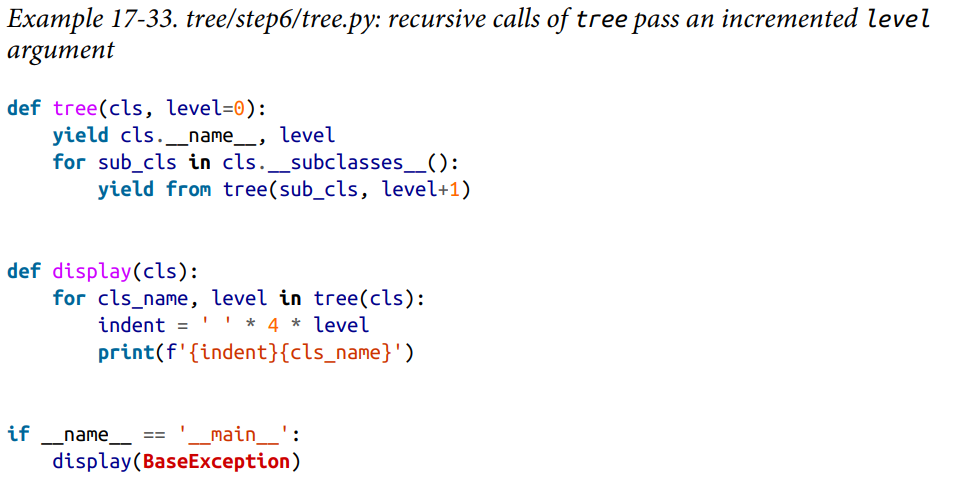 Example 17-33. tree/step6/tree.py: recursive calls of tree pass an incremented level
argument
def tree(cls, level=0):
    yield cls.__name__, level
    for sub_cls in cls.__subclasses__():
        yield from tree(sub_cls, level+1)
def display(cls):
    for cls_name, level in tree(cls):
        indent = ' ' * 4 * level
        print(f'{indent}{cls_name}')
if __name__ == '__main__':
    display(BaseException)